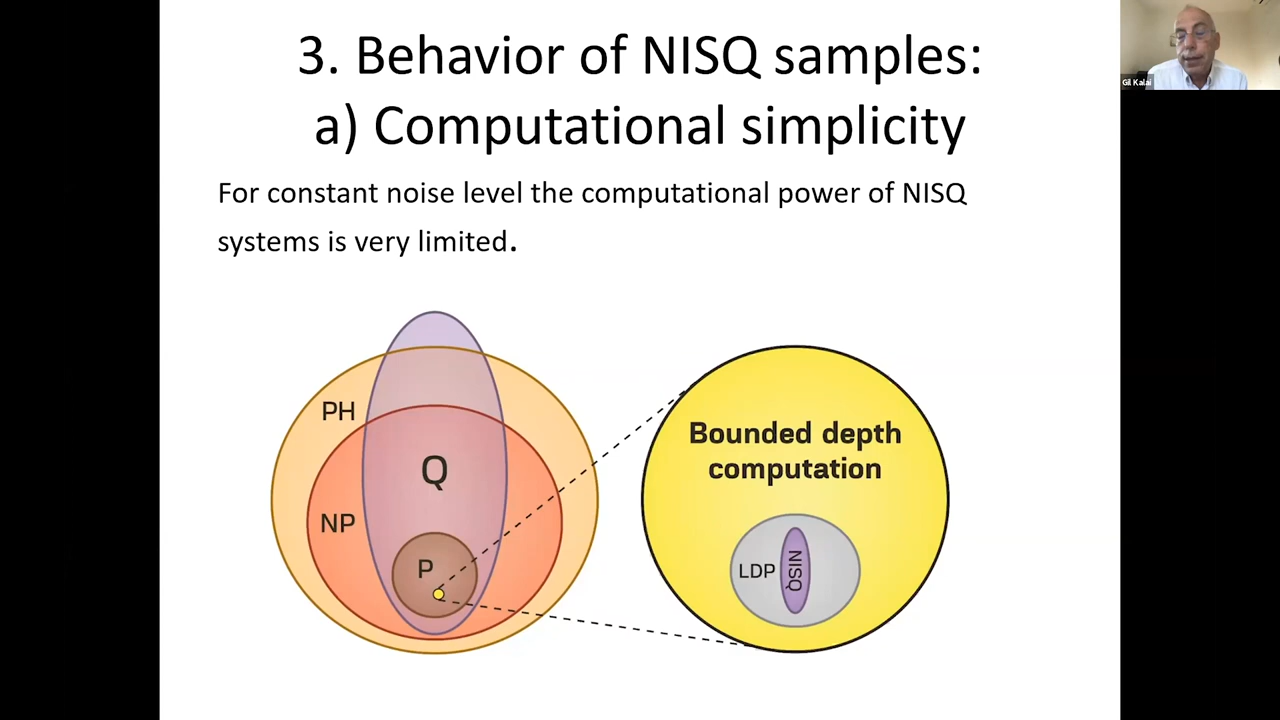 3. Behavior of NISQ samples:
a) Computational simplicity
For constant noise level the computational power of NISQ
systems is very limited.
PH
Q
NP
P
Bounded depth
computation
LDP
NISQ
Gil Kalai